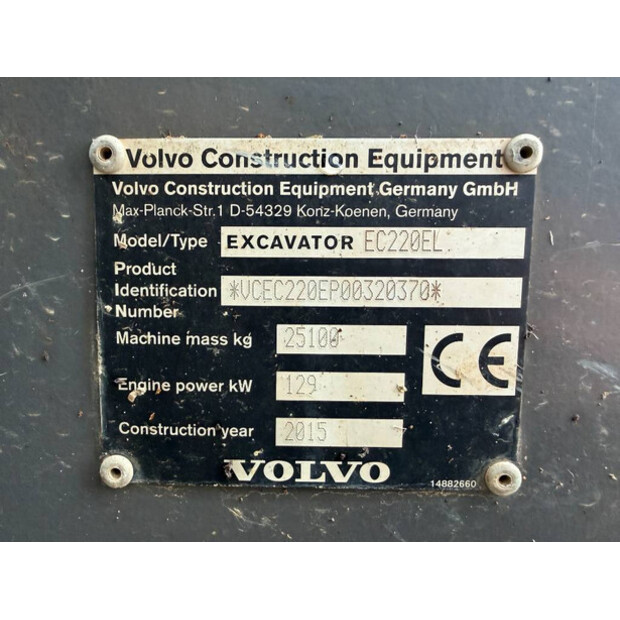 Volvo Construction Equipment
Volvo Construction Equipment Germany GmbH
Max-Planck-Str.1 D-54329 Konz-Koenen, Germany
Model/Type EXCAVATOR EC220EL
Product
Identification *VCEC220EP00320370*
Number
Machine mass kg 25100
CE
Engine power kW 129
Construction year 2015
VOLVO
14882660